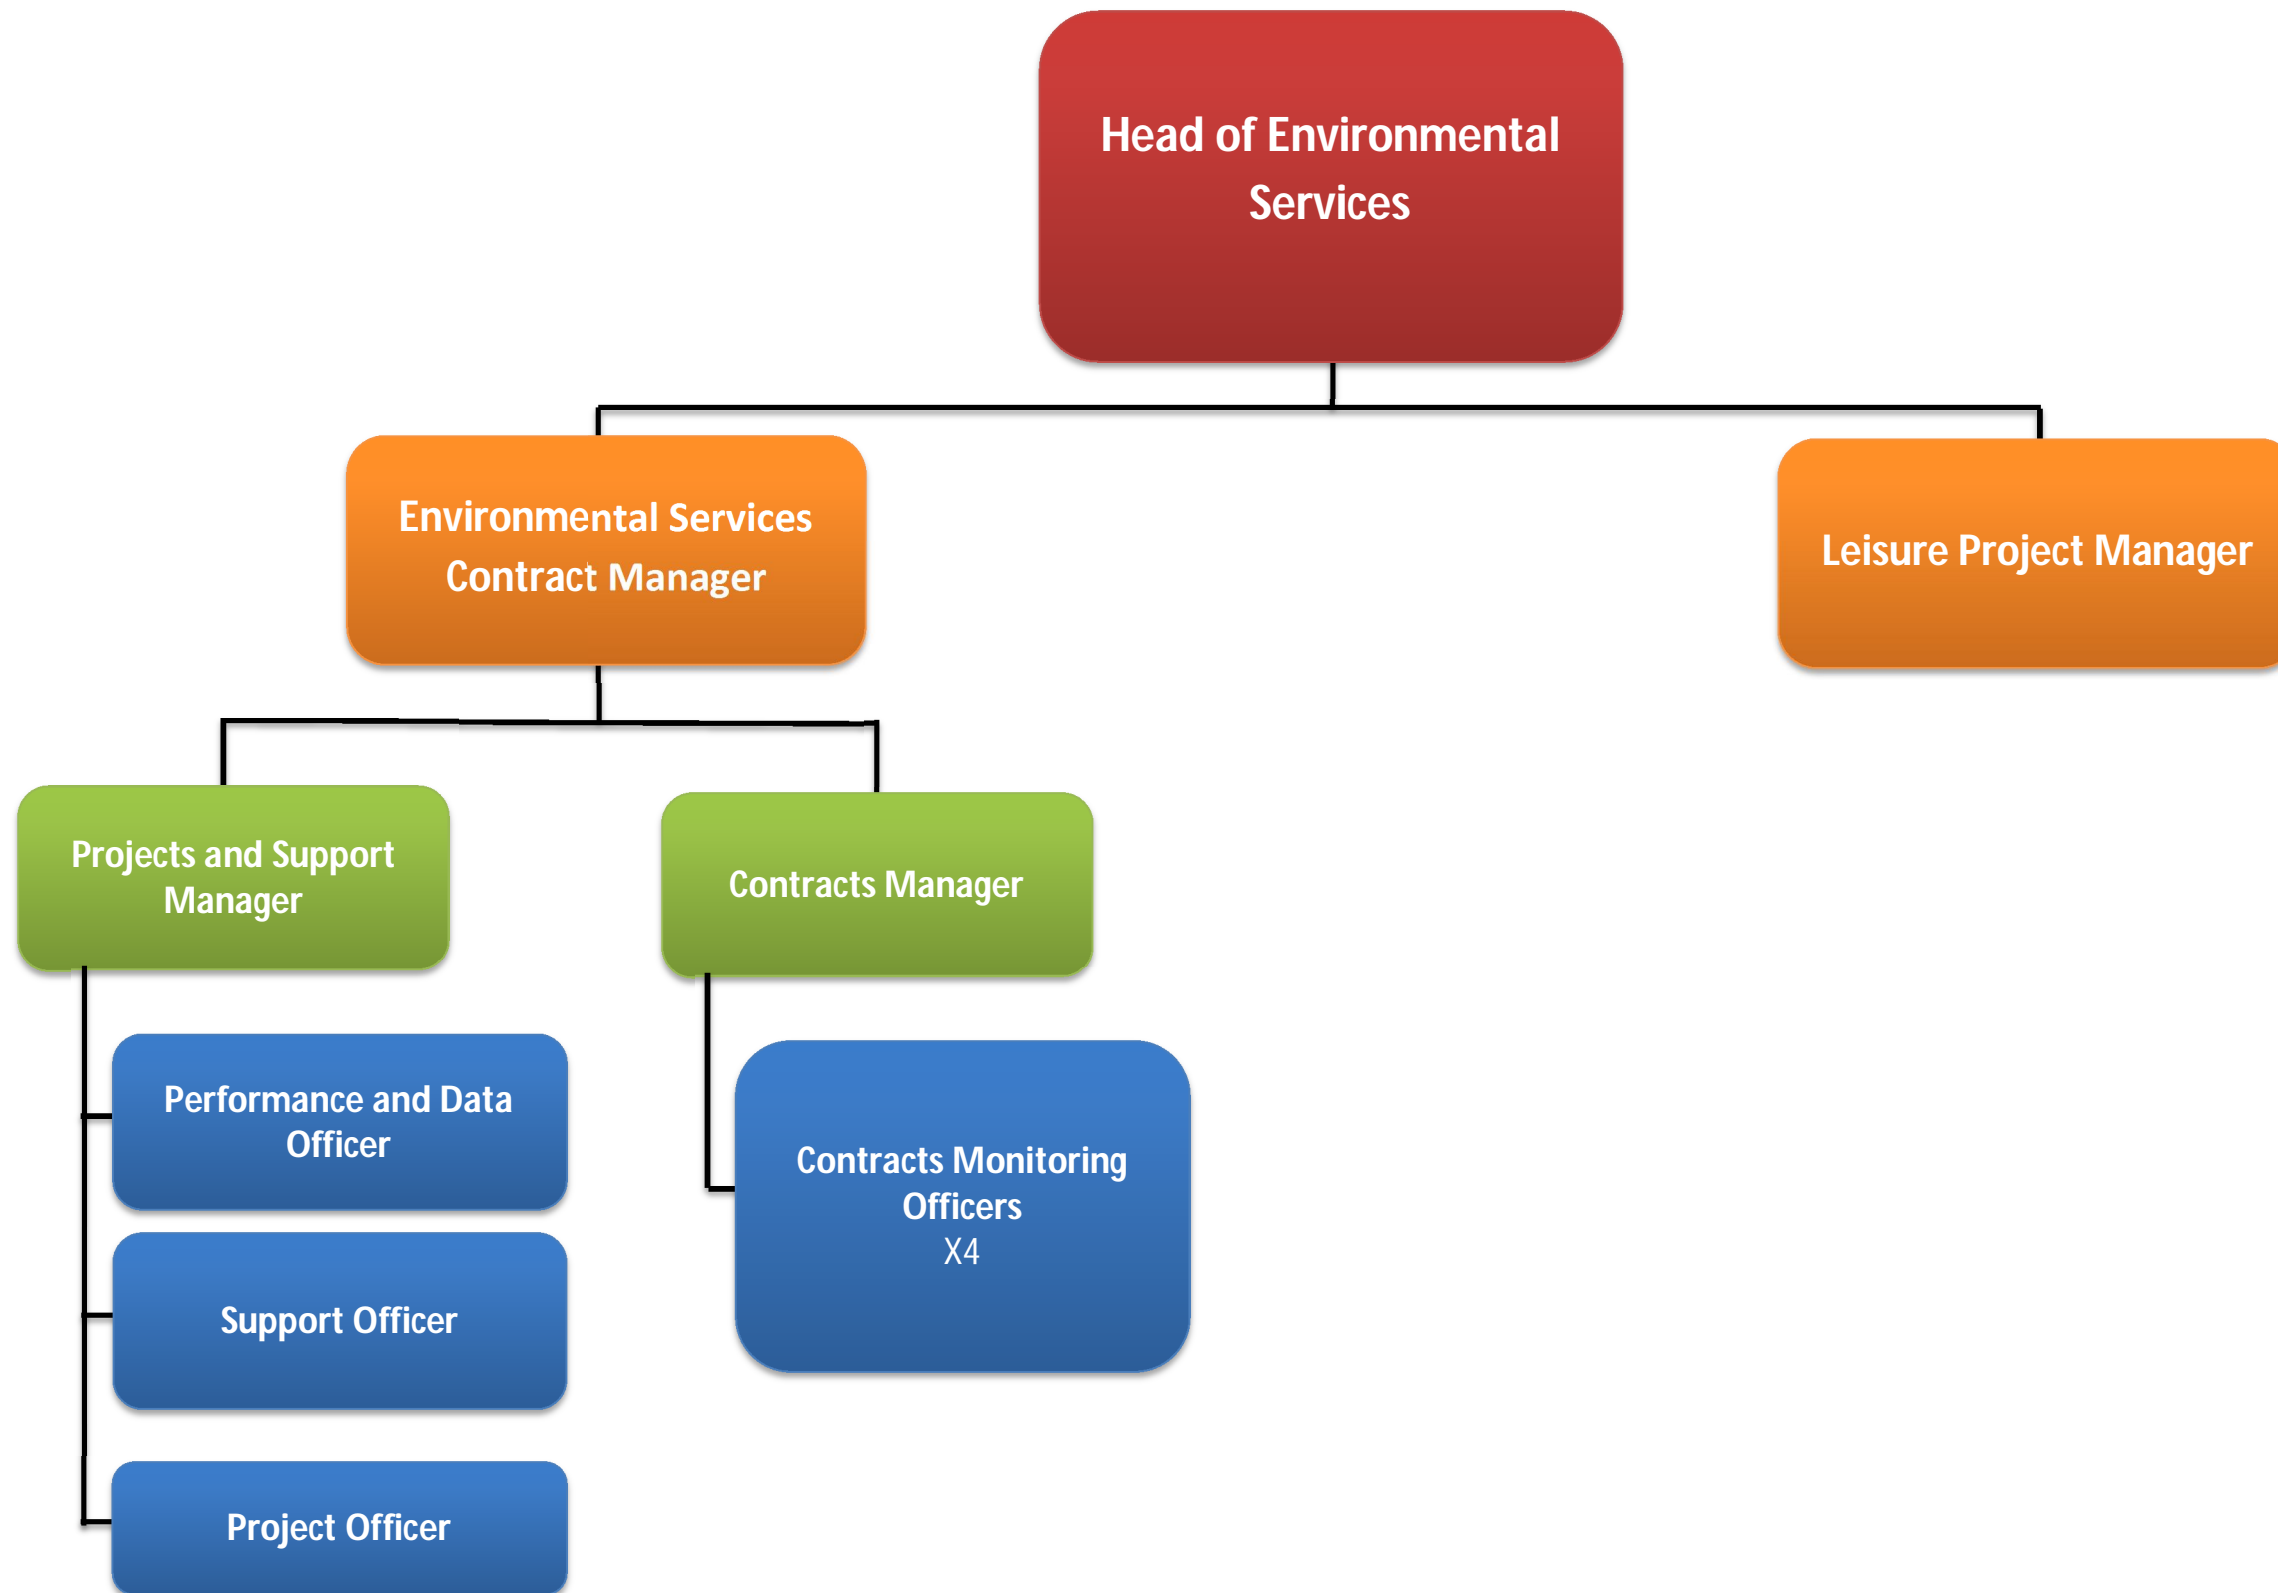 Head of Environmental
Services
Environmental Services
Contract Manager
Leisure Project Manager
Projects and Support
Manager
Contracts Manager
Performance and Data
Officer
Contracts Monitoring
Officers
X4
Support Officer
Project Officer